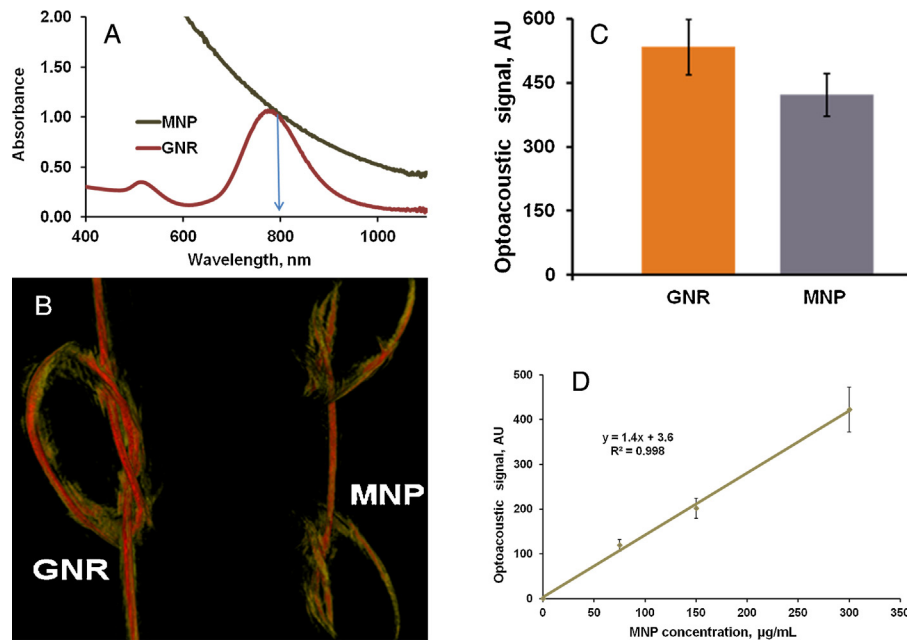 A
2.00
1.50
1.00
0.50
0.00
Absorbance
MNP
GNR
400
600
800
1000
Wavelength, nm
B
GNR
MNP
C
600
450
300
150
0
Optoacoustic signal, AU
GNR
MNP
D
500
400
300
200
100
0
Optoacoustic signal, AU
y = 1.4x + 3.6
R² = 0.998
0
50
100
150
200
250
300
350
MNP concentration, µg/mL